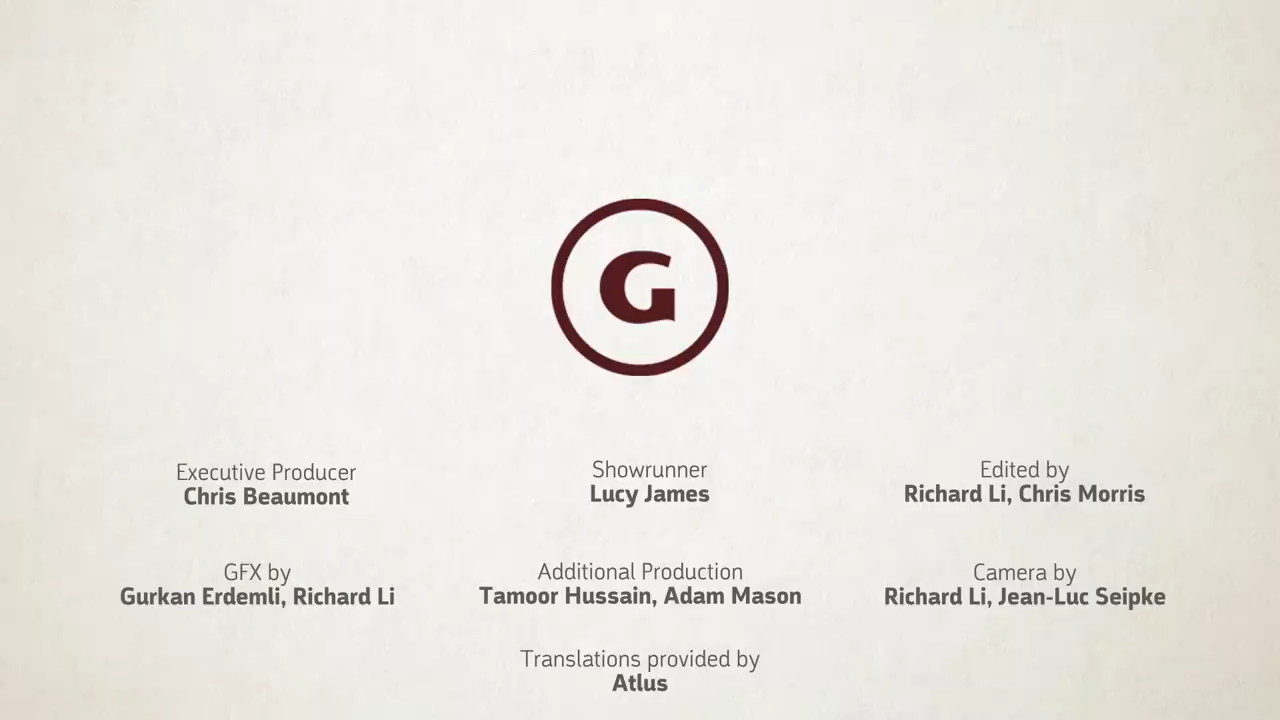 G
Executive Producer
Chris Beaumont
Showrunner
Lucy James
Edited by
Richard Li, Chris Morris
GFX by
Gurkan Erdemli, Richard Li
Additional Production
Tamoor Hussain, Adam Mason
Camera by
Richard Li, Jean-Luc Seipke
Translations provided by
Atlus